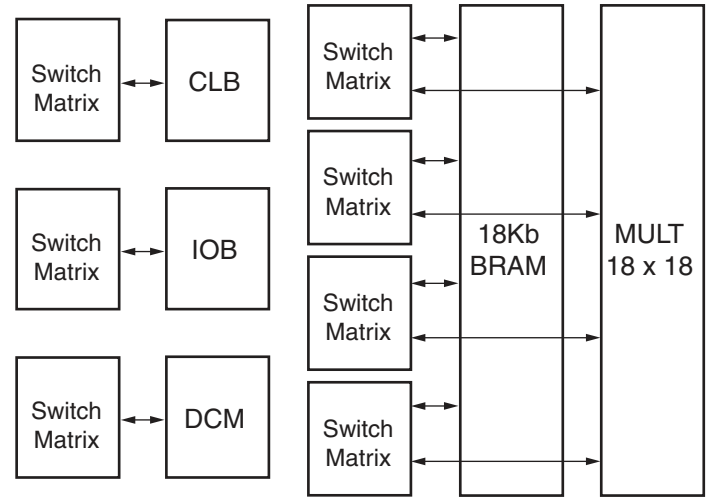 Switch
Matrix
CLB
Switch
Matrix
IOB
Switch
Matrix
DCM
Switch
Matrix
Switch
Matrix
Switch
Matrix
Switch
Matrix
18Kb
BRAM
MULT
18 x 18